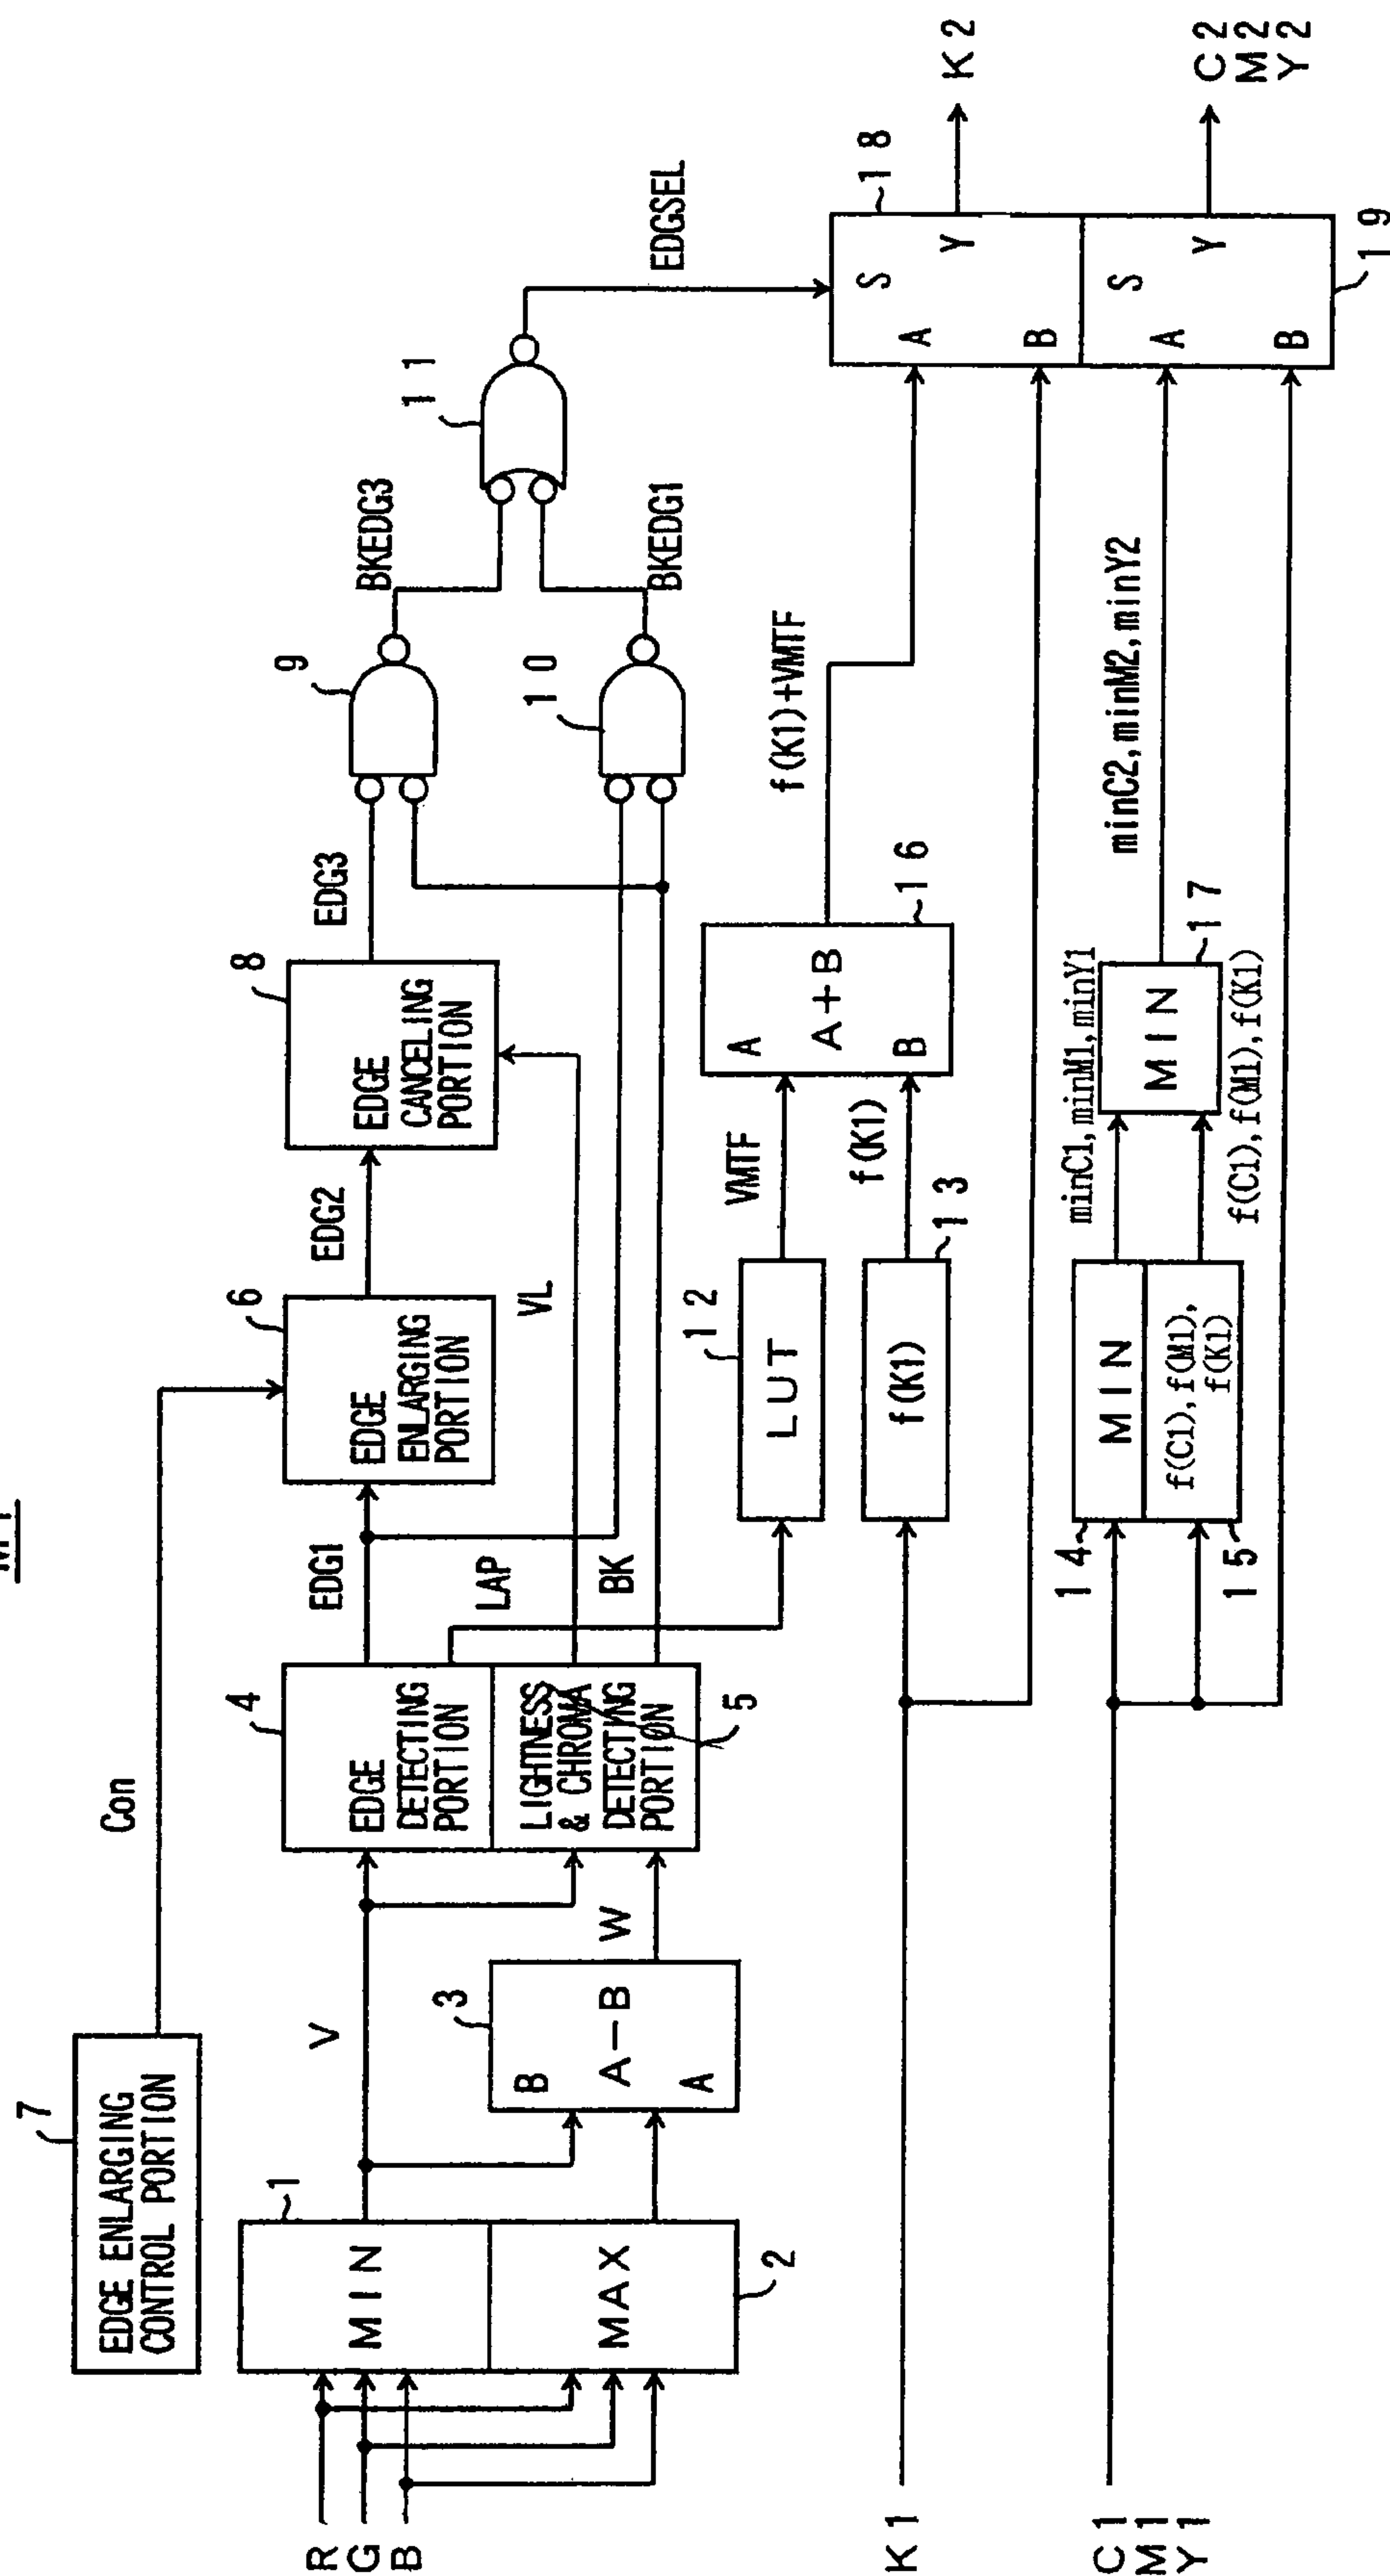 7
EDGE ENLARGING
CONTROL PORTION
Con
R
G
B
1
MIN
MAX
2
V
3
B
A-B
A
W
4
EDGE
DETECTING
PORTION
LIGHTNESS
& CHROMA
DETECTING
PORTION
5
EDG1
LAP
VL
BK
6
EDGE
ENLARGING
PORTION
EDG2
8
EDGE
CANCELING
PORTION
EDG3
9
10
BKEDG3
BKEDG1
11
EDGSEL
12
LUT
VMTF
f(K1)
13
f(K1)
A
A+B
B
16
f(K1)+VMTF
K1
C1
M1
Y1
14
MIN
f(C1), f(M1),
f(K1)
15
minC1, minM1, minY1
MIN
17
f(C1), f(M1), f(K1)
minC2, minM2, minY2
18
S
A
Y
B
S
A
Y
B
19
K2
C2
M2
Y2